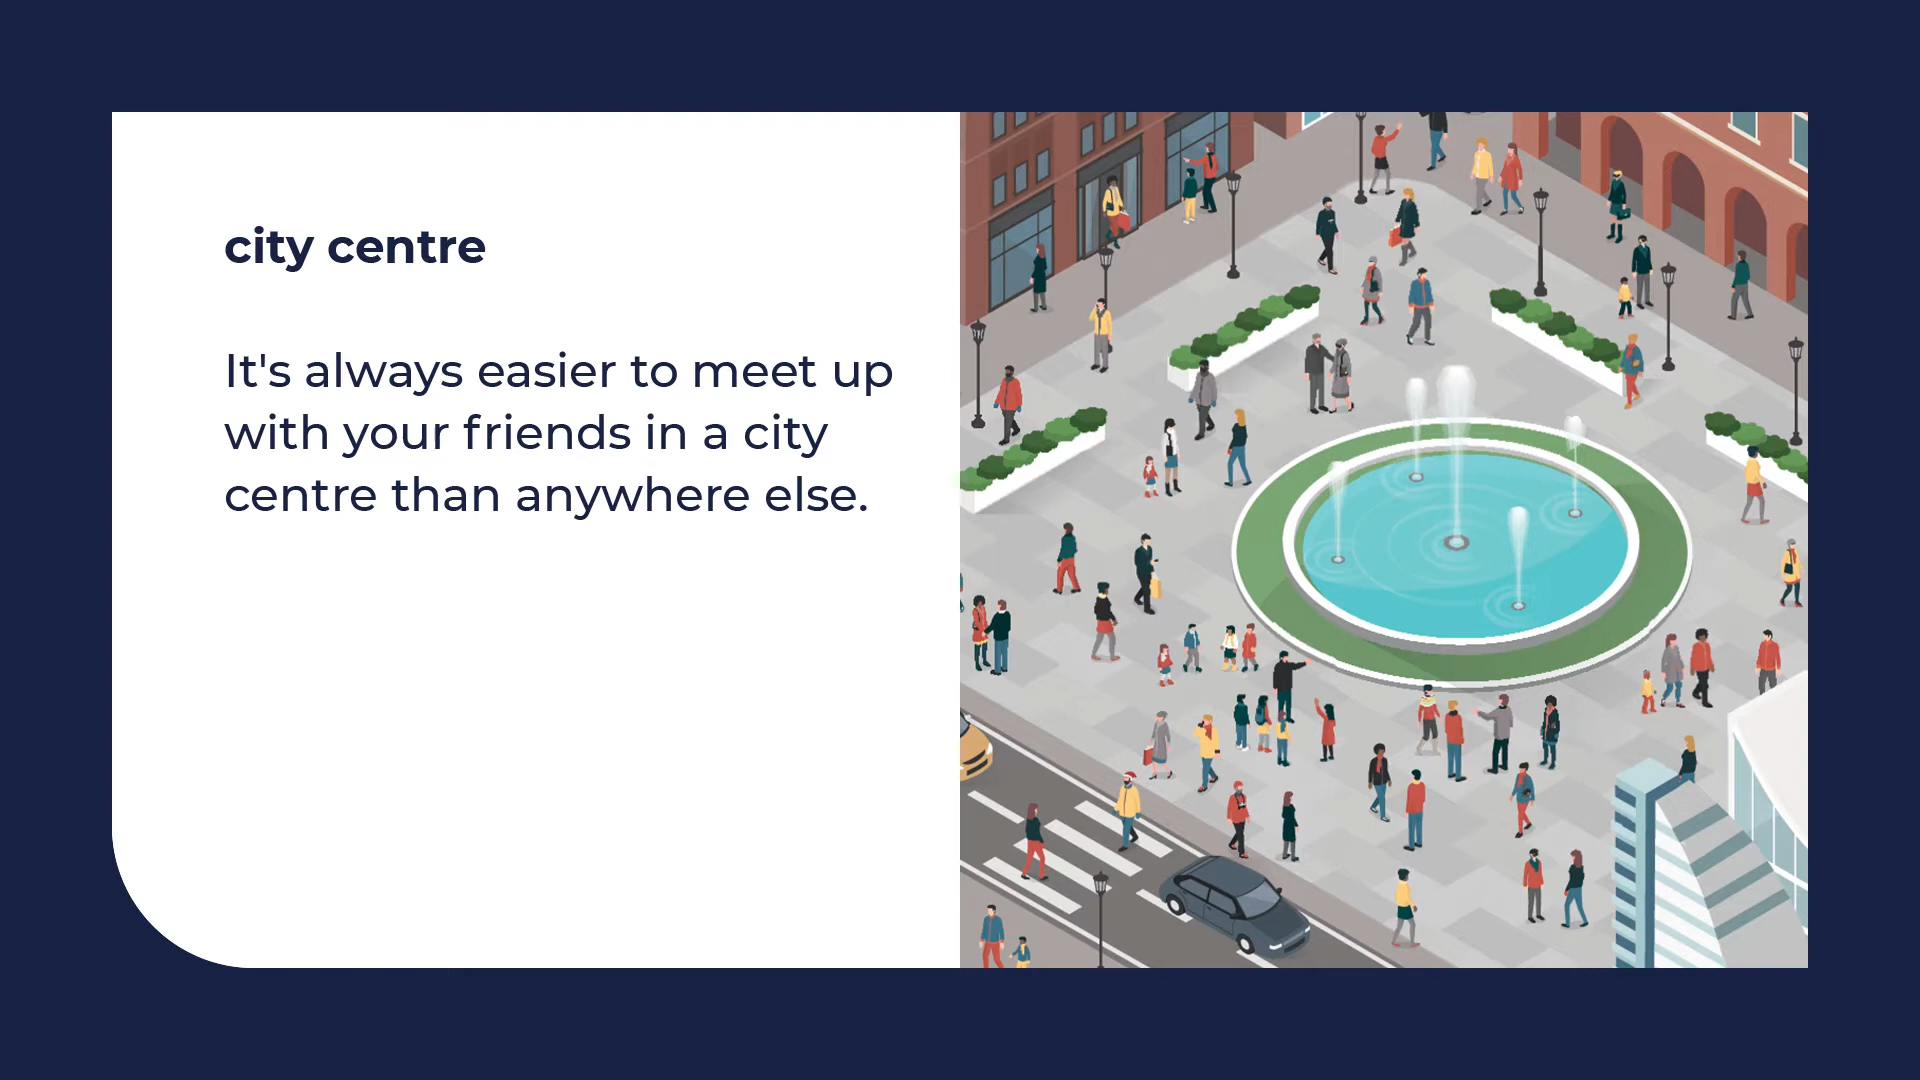 city centre
It's always easier to meet up
with your friends in a city
centre than anywhere else.